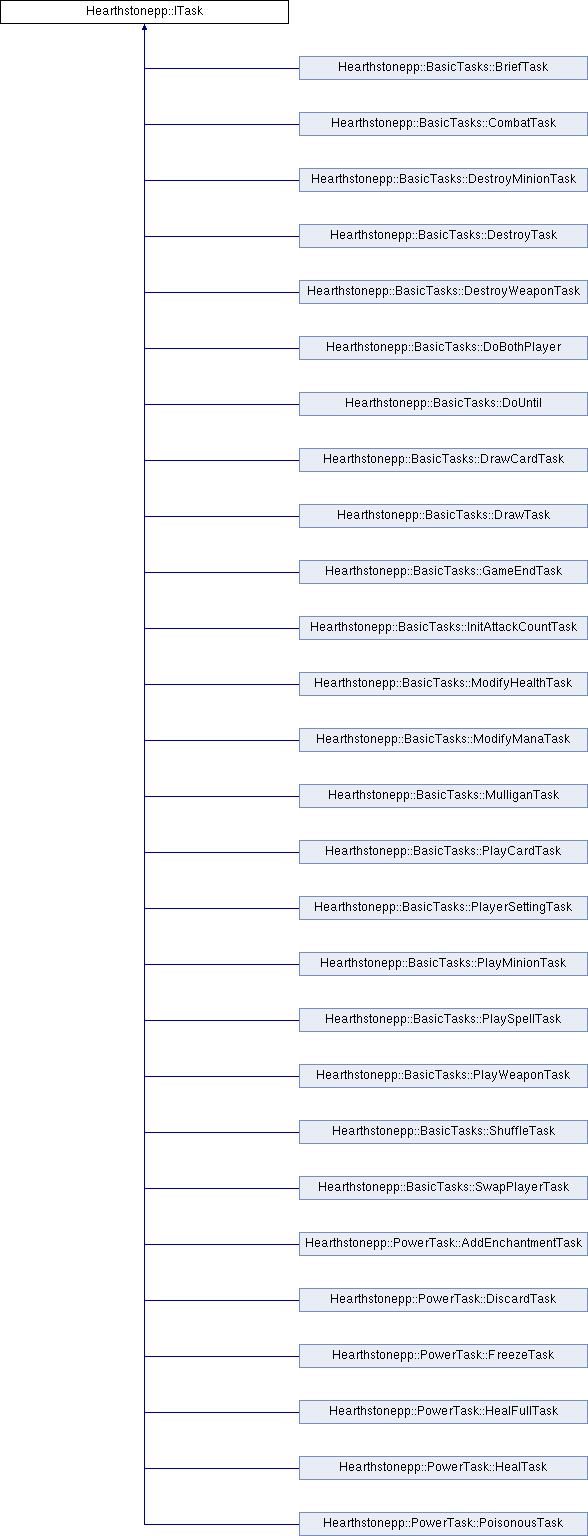 Hearthstonepp::ITask
Hearthstonepp::BasicTasks::BriefTask
Hearthstonepp::BasicTasks::CombatTask
Hearthstonepp::BasicTasks::DestroyMinionTask
Hearthstonepp::BasicTasks::DestroyTask
Hearthstonepp::BasicTasks::DestroyWeaponTask
Hearthstonepp::BasicTasks::DoBothPlayer
Hearthstonepp::BasicTasks::DoUntil
Hearthstonepp::BasicTasks::DrawCardTask
Hearthstonepp::BasicTasks::DrawTask
Hearthstonepp::BasicTasks::GameEndTask
Hearthstonepp::BasicTasks::InitAttackCountTask
Hearthstonepp::BasicTasks::ModifyHealthTask
Hearthstonepp::BasicTasks::ModifyManaTask
Hearthstonepp::BasicTasks::MulliganTask
Hearthstonepp::BasicTasks::PlayCardTask
Hearthstonepp::BasicTasks::PlayerSettingTask
Hearthstonepp::BasicTasks::PlayMinionTask
Hearthstonepp::BasicTasks::PlaySpellTask
Hearthstonepp::BasicTasks::PlayWeaponTask
Hearthstonepp::BasicTasks::ShuffleTask
Hearthstonepp::BasicTasks::SwapPlayerTask
Hearthstonepp::PowerTask::AddEnchantmentTask
Hearthstonepp::PowerTask::DiscardTask
Hearthstonepp::PowerTask::FreezeTask
Hearthstonepp::PowerTask::HealFullTask
Hearthstonepp::PowerTask::HealTask
Hearthstonepp::PowerTask::PoisonousTask